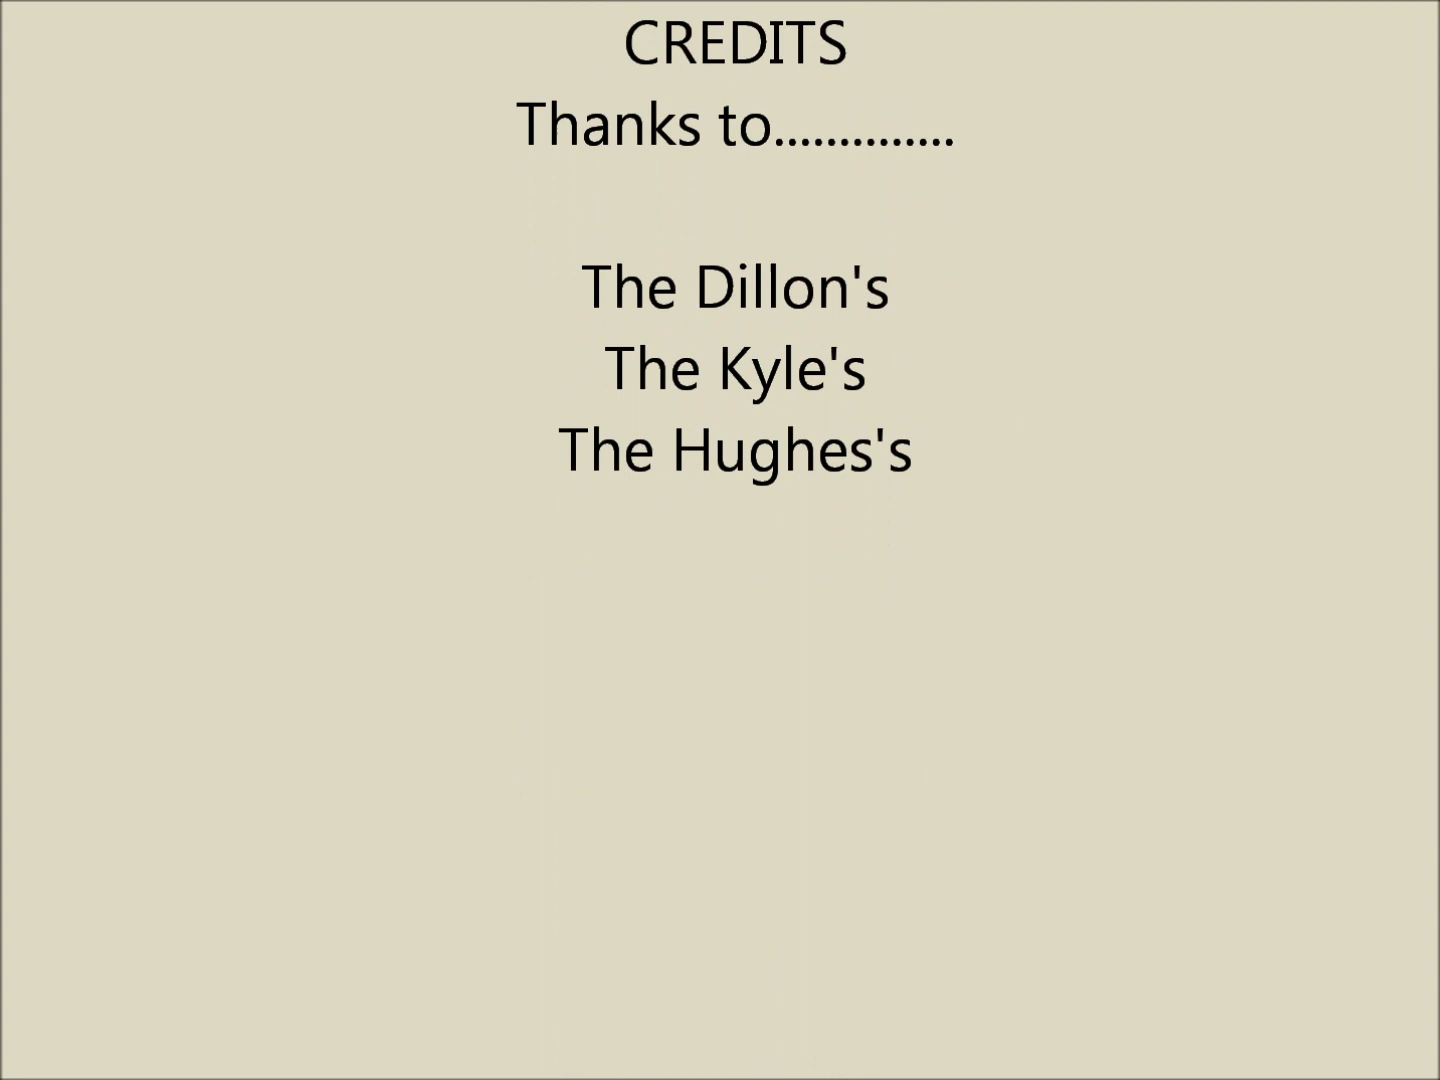 CREDITS
Thanks to..............
The Dillon's
The Kyle's
The Hughes's